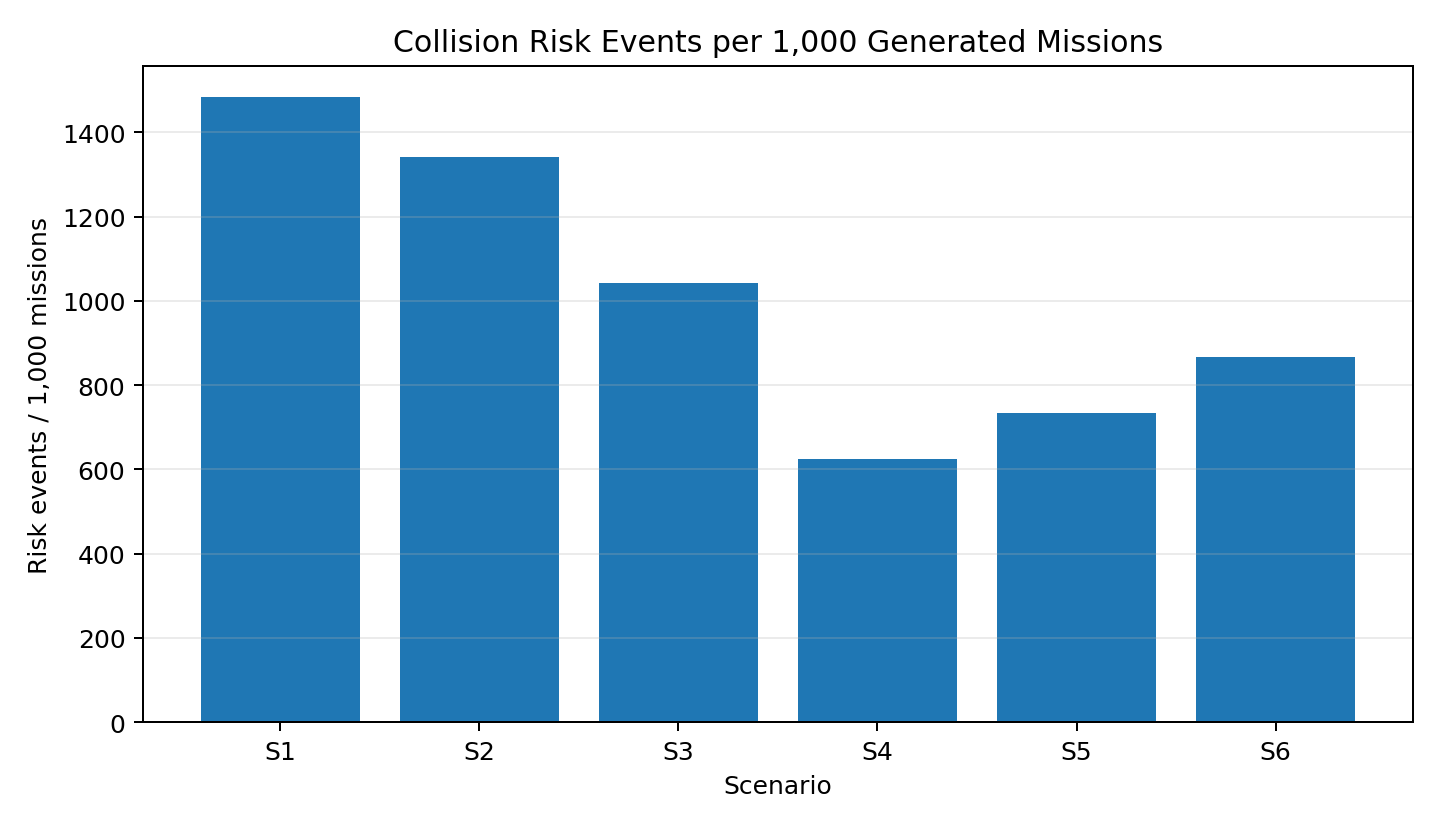 Collision Risk Events per 1,000 Generated Missions
Risk events / 1,000 missions
1400
1200
1000
800
600
400
200
0
S1 S2 S3 S4 S5 S6
Scenario